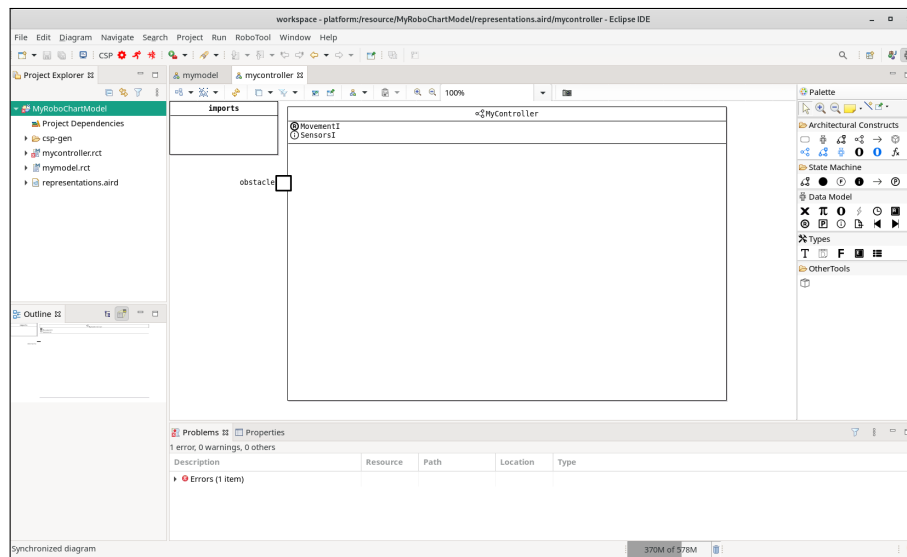 workspace - platform:/resource/MyRoboChartModel/representations.aird/mycontroller - Eclipse IDE
File Edit Diagram Navigate Search Project Run RoboTool Window Help
CSP
Project Explorer
mymodel
mycontroller
Palette
100%
MyRoboChartModel
Project Dependencies
csp-gen
mycontroller.rct
mymodel.rct
representations.aird
imports
MyController
R MovementI
i SensorsI
obstacle
Architectural Constructs
State Machine
Data Model
Types
T F
OtherTools
Outline
Problems
Properties
1 error, 0 warnings, 0 others
Description Resource Path Location Type
Errors (1 item)
Synchronized diagram
370M of 578M